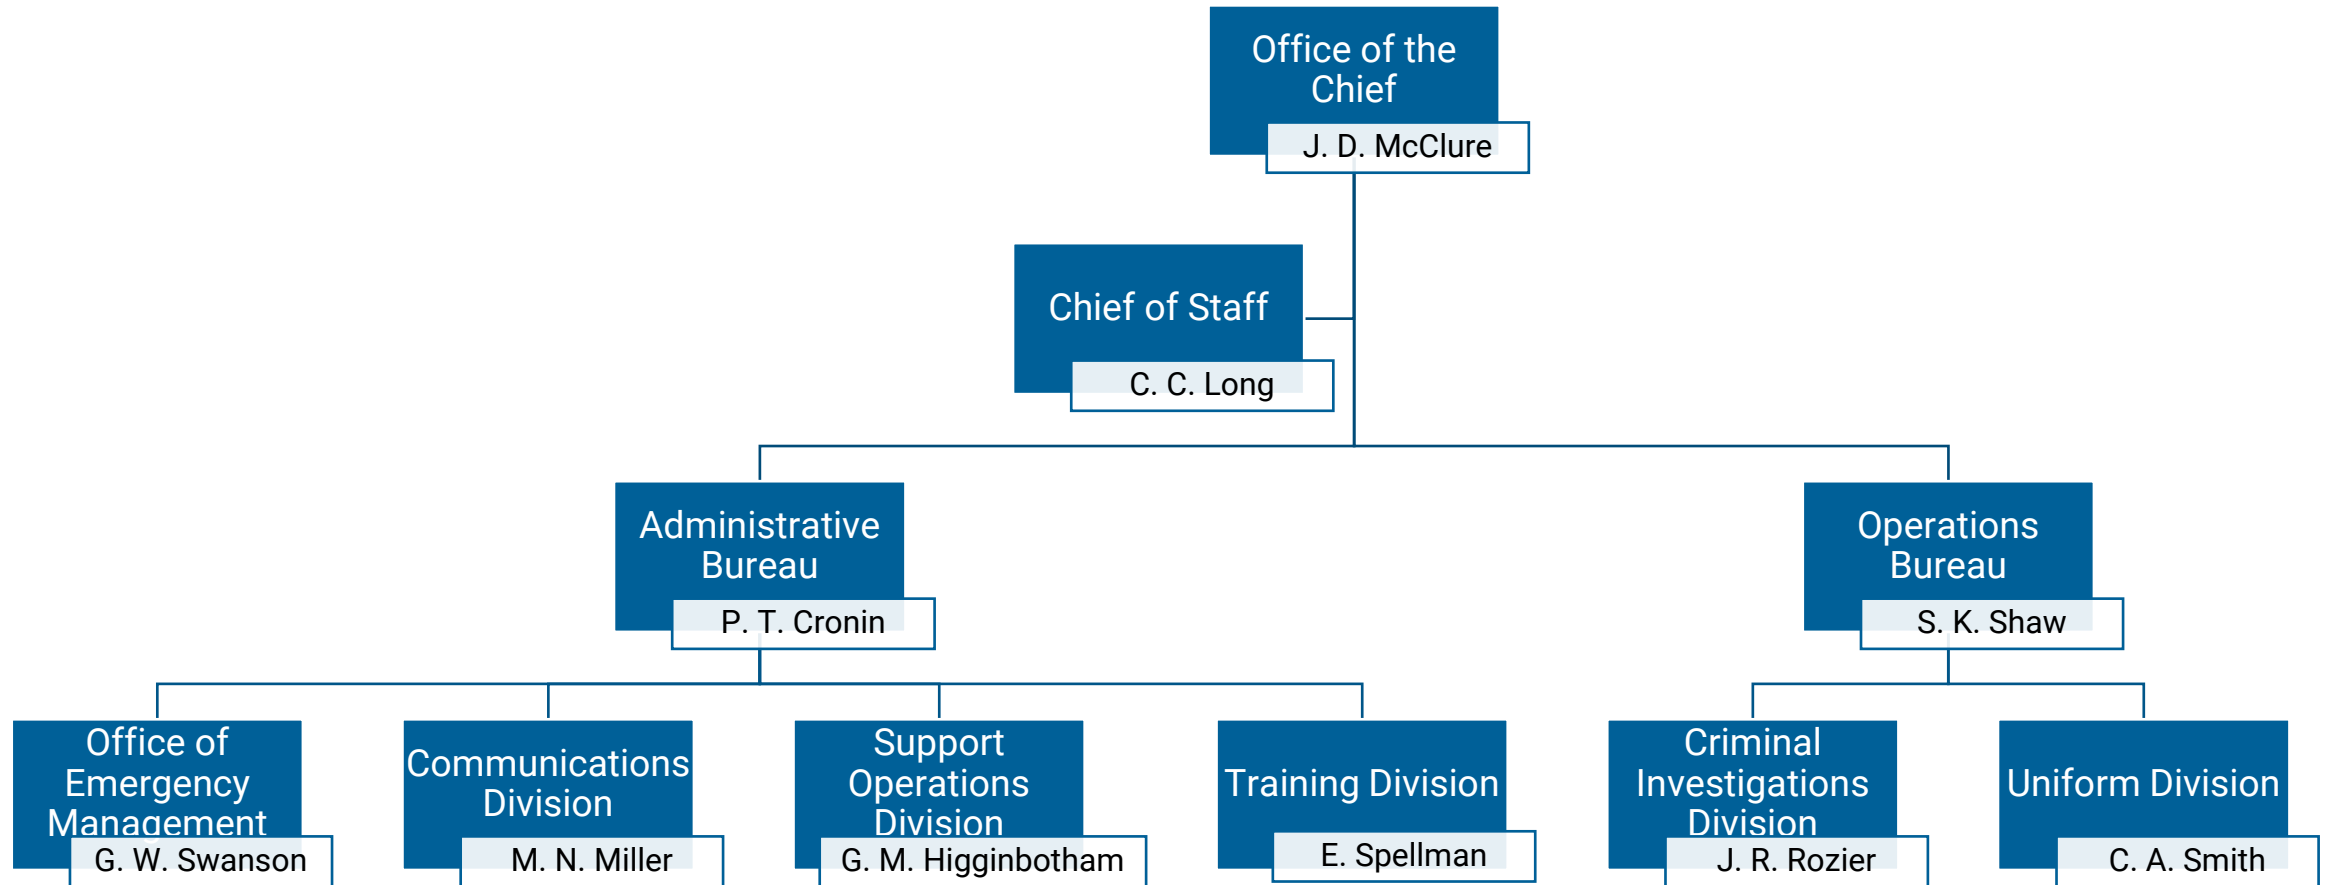 Office of the
Chief
J. D. McClure
Chief of Staff
C. C. Long
Administrative
Bureau
P. T. Cronin
Operations
Bureau
S. K. Shaw
Office of
Emergency
Management
G. W. Swanson
Communications
Division
M. N. Miller
Support
Operations
Division
G. M. Higginbotham
Training Division
E. Spellman
Criminal
Investigations
Division
J. R. Rozier
Uniform Division
C. A. Smith